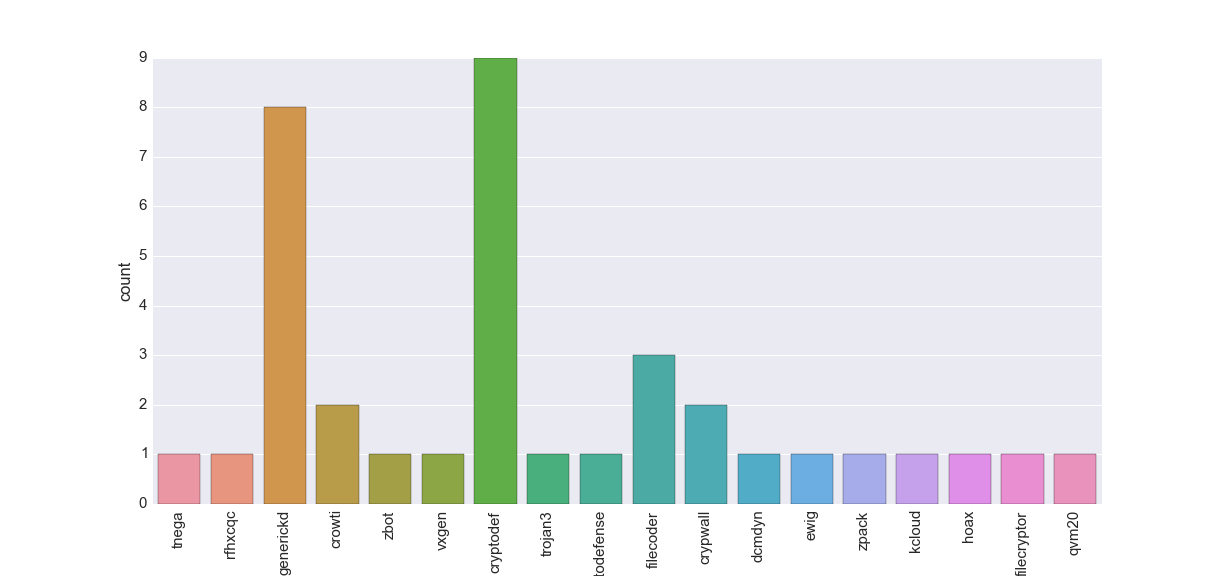 9
8
7
6
5
4
3
2
1
0
count
tnega
rfhxcqc
generickd
crowti
zbot
vxgen
cryptodef
trojan3
todefense
filecoder
crypwall
dcmdyn
ewig
zpack
kcloud
hoax
filecryptor
qvm20